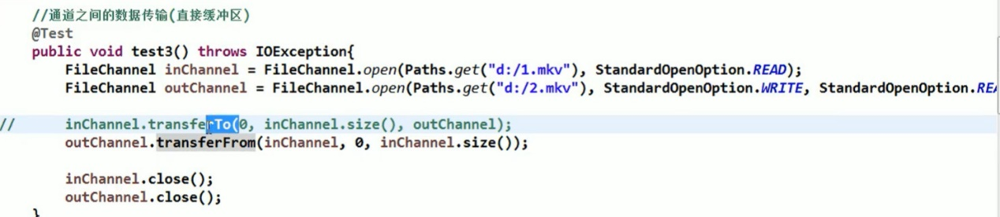 //通道之间的数据传输(直接缓冲区)
@Test
public void test3() throws IOException{
FileChannel inChannel = FileChannel.open(Paths.get("d:/1.mkv"), StandardOpenOption.READ);
FileChannel outChannel = FileChannel.open(Paths.get("d:/2.mkv"), StandardOpenOption.WRITE, StandardOpenOption.REA
// inChannel.transferTo(0, inChannel.size(), outChannel);
outChannel.transferFrom(inChannel, 0, inChannel.size());
inChannel.close();
outChannel.close();
}